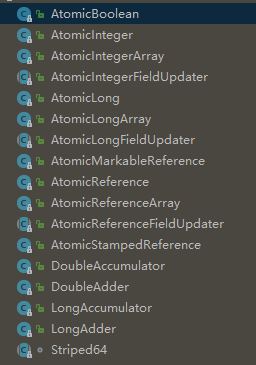 AtomicBoolean
AtomicInteger
AtomicIntegerArray
AtomicIntegerFieldUpdater
AtomicLong
AtomicLongArray
AtomicLongFieldUpdater
AtomicMarkableReference
AtomicReference
AtomicReferenceArray
AtomicReferenceFieldUpdater
AtomicStampedReference
DoubleAccumulator
DoubleAdder
LongAccumulator
LongAdder
Striped64